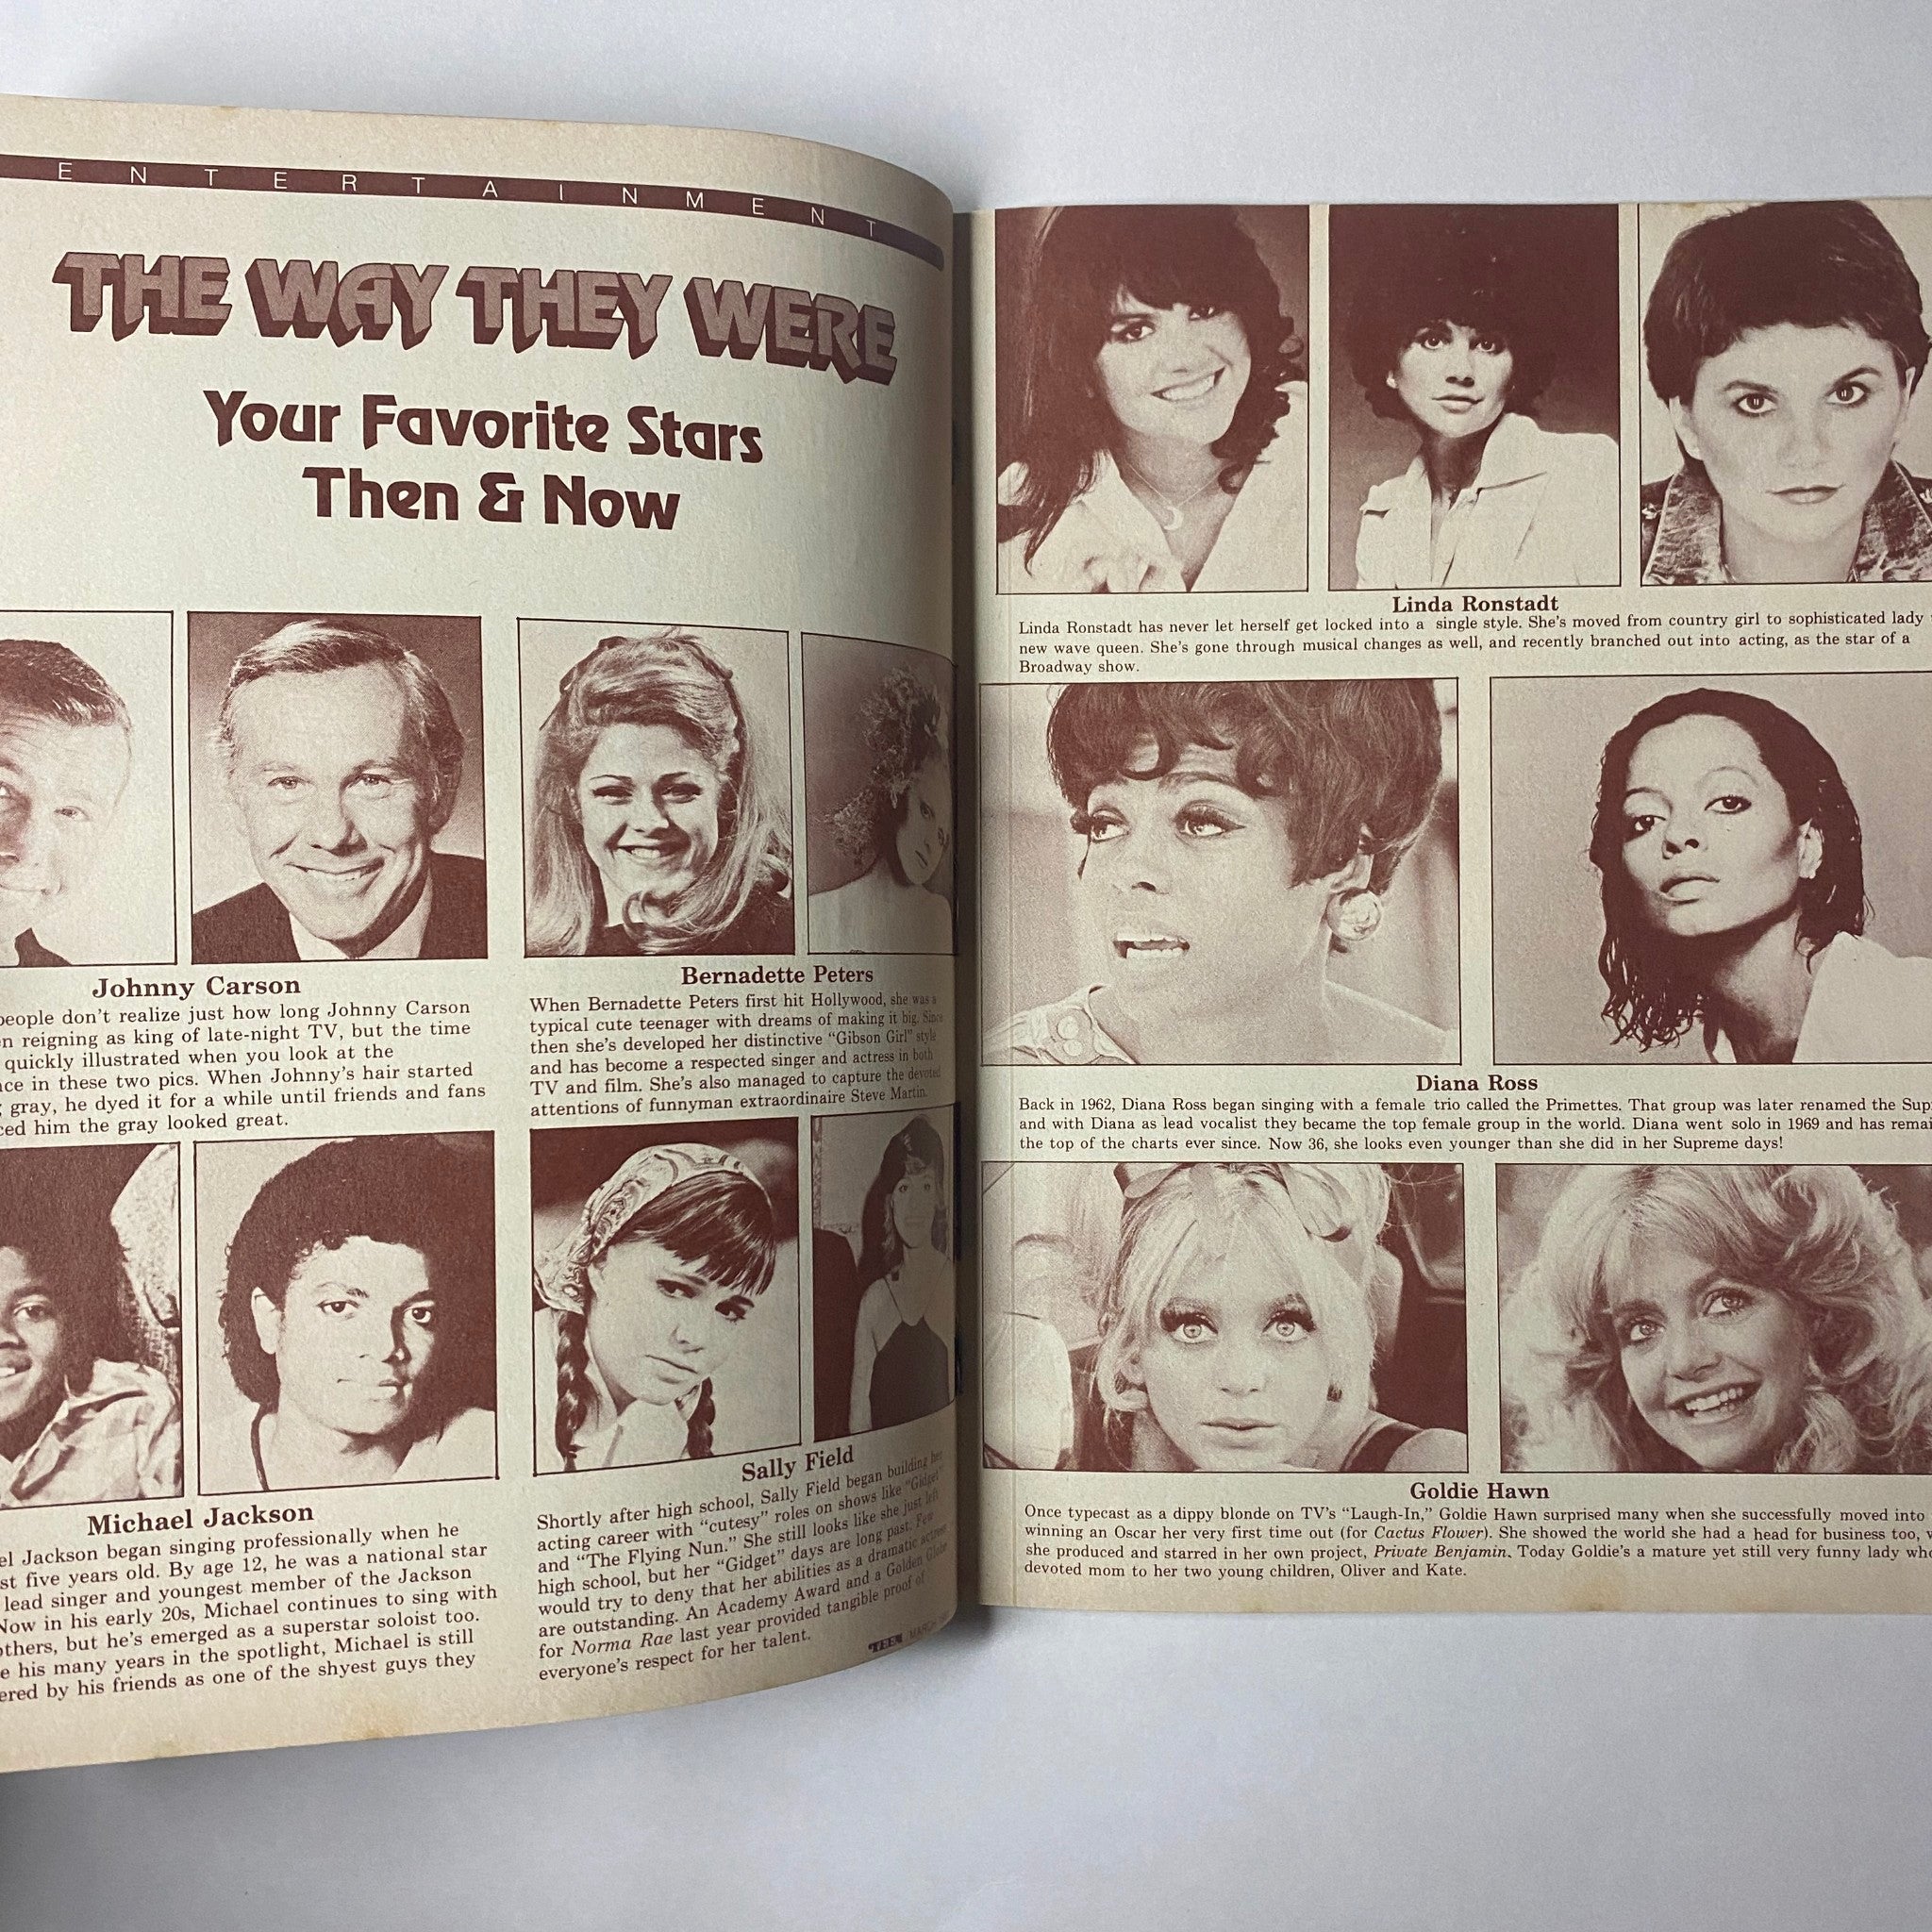 ENTERTAINMENT
THE WAY THEY WERE
Your Favorite Stars
Then & Now
Johnny Carson
people don't realize just how long Johnny Carson
reigning as king of late-night TV, but the time
quickly illustrated when you look at the
in these two pics. When Johnny's hair started
gray, he dyed it for a while until friends and fans
him the gray looked great.
Bernadette Peters
When Bernadette Peters first hit Hollywood, she was a
typical cute teenager with dreams of making it big. Since
then she's developed her distinctive "Gibson Girl" style
and has become a respected singer and actress in both
TV and film. She's also managed to capture the devoted
attentions of funnyman extraordinaire Steve Martin.
Michael Jackson
Jackson began singing professionally when he
five years old. By age 12, he was a national star
lead singer and youngest member of the Jackson
Now in his early 20s, Michael continues to sing with
but he's emerged as a superstar soloist too.
his many years in the spotlight, Michael is still
by his friends as one of the shyest guys they
Sally Field
Shortly after high school, Sally Field began building her
acting career with "cutesy" roles on shows like "Gidget"
and "The Flying Nun." She still looks like she just left
high school, but her "Gidget" days are long past. Few
would try to deny that her abilities as a dramatic actress
are outstanding. An Academy Award and a Golden Globe
for Norma Rae last year provided tangible proof of
everyone's respect for her talent.
'TEEN MARCH
Linda Ronstadt
Linda Ronstadt has never let herself get locked into a single style. She's moved from country girl to sophisticated lady
new wave queen. She's gone through musical changes as well, and recently branched out into acting, as the star of a
Broadway show.
Diana Ross
Back in 1962, Diana Ross began singing with a female trio called the Primettes. That group was later renamed the
and with Diana as lead vocalist they became the top female group in the world. Diana went solo in 1969 and has
the top of the charts ever since. Now 36, she looks even younger than she did in her Supreme days!
Goldie Hawn
Once typecast as a dippy blonde on TV's "Laugh-In," Goldie Hawn surprised many when she successfully moved into
winning an Oscar her very first time out (for Cactus Flower). She showed the world she had a head for business too,
she produced and starred in her own project, Private Benjamin. Today Goldie's a mature yet still very funny lady
devoted mom to her two young children, Oliver and Kate.